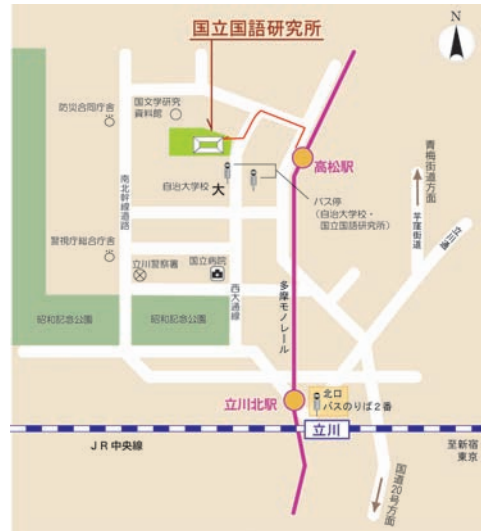 国立国語研究所
N
防災合同庁舎
国文学研究
資料館
高松駅
自治大学校
大
バス停
（自治大学校・
国立国語研究所）
南北幹線道路
青梅街道方面
芋窪街道
立川通
警視庁総合庁舎
立川警察署
国立病院
西大通線
多摩モノレール
昭和記念公園
昭和記念公園
立川北駅
北口
バスのりば２番
立川
JR中央線
至新宿
東京
国道20号方面